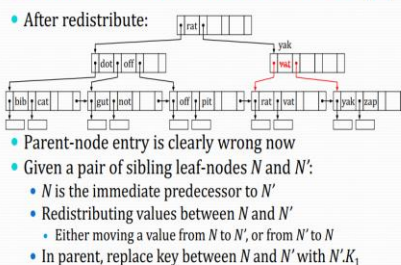 • After redistribute:
rat
yak
dot off
vat
bib cat gut not off pit rat vat yak zap
• Parent-node entry is clearly wrong now
• Given a pair of sibling leaf-nodes N and N':
• N is the immediate predecessor to N'
• Redistributing values between N and N'
• Either moving a value from N to N', or from N' to N
• In parent, replace key between N and N' with N'.K₁